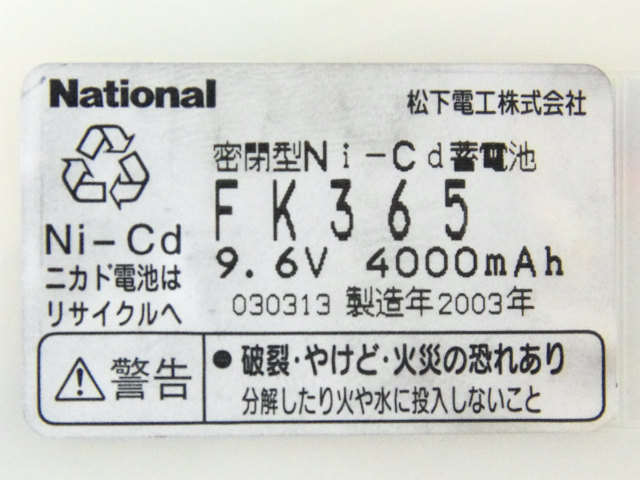 National
松下電工株式会社
密閉型Ni-Cd蓄電池
FK365
Ni-Cd
9.6V 4000mAh
ニカド電池は
リサイクルへ
030313 製造年2003年
警告
●破裂・やけど・火災の恐れあり
分解したり火や水に投入しないこと